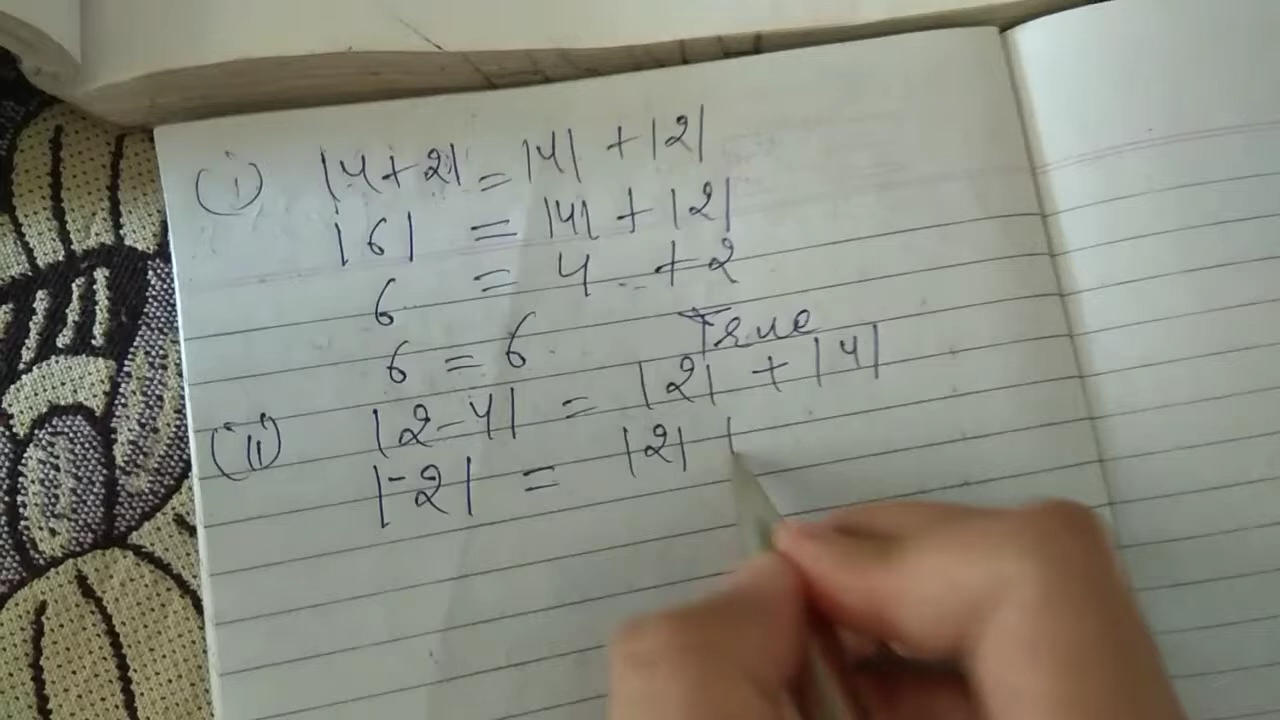 (i) |4+2| = |4| + |2|
|6| = |4| + |2|
6 = 4 + 2
6 = 6 True
(ii) |2-4| = |2| + |4|
|-2| = |2| |